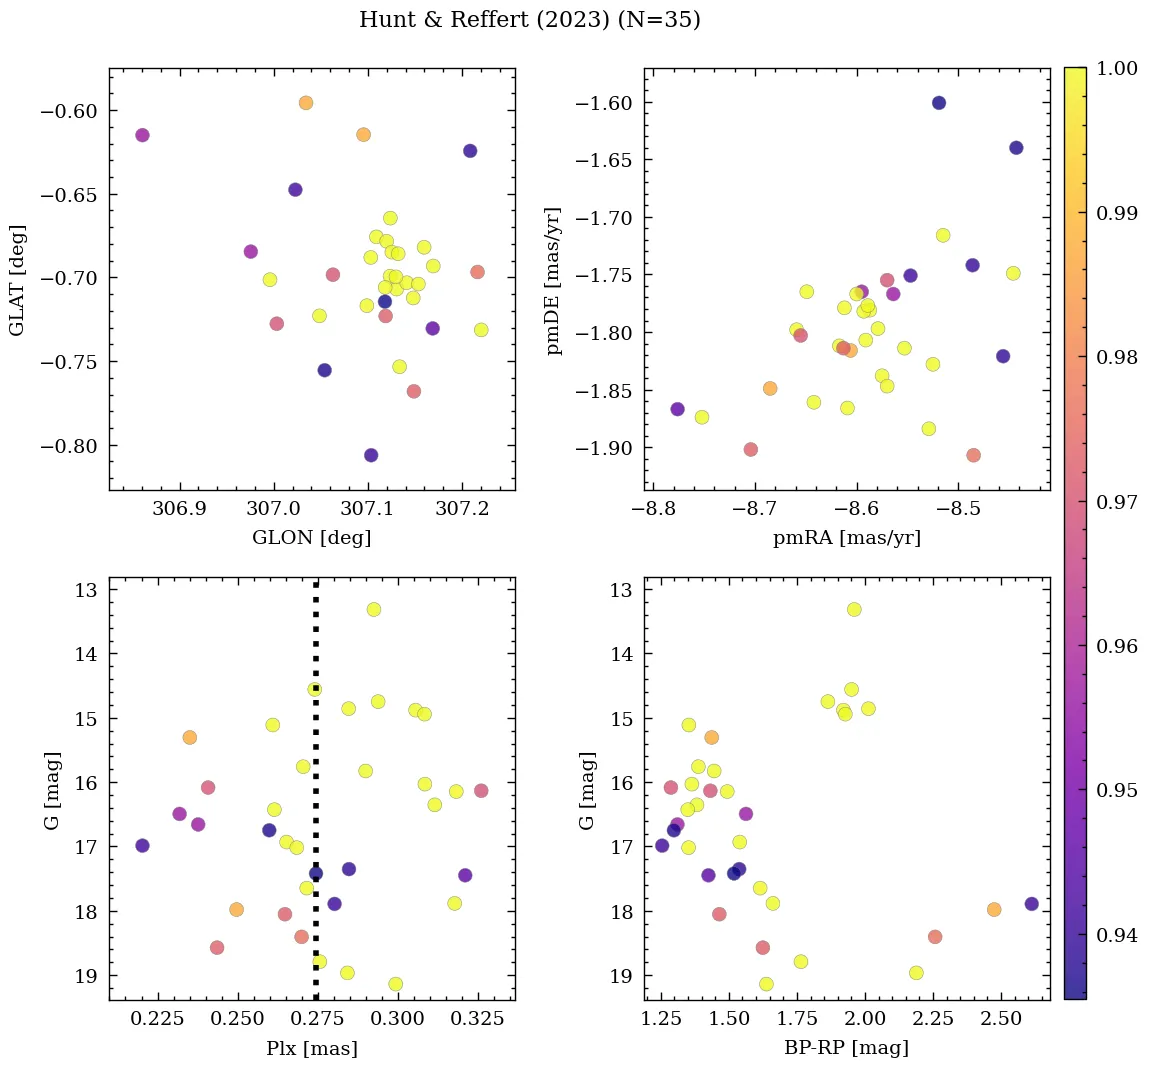 Hunt & Reffert (2023) (N=35)
−0.60
−0.65
−0.70
−0.75
−0.80
GLAT [deg]
306.9 307.0 307.1 307.2
GLON [deg]
−1.60
−1.65
−1.70
−1.75
−1.80
−1.85
−1.90
pmDE [mas/yr]
−8.8 −8.7 −8.6 −8.5
pmRA [mas/yr]
1.00
0.99
0.98
0.97
0.96
0.95
0.94
13
14
15
16
17
18
19
G [mag]
0.225 0.250 0.275 0.300 0.325
Plx [mas]
13
14
15
16
17
18
19
G [mag]
1.25 1.50 1.75 2.00 2.25 2.50
BP-RP [mag]